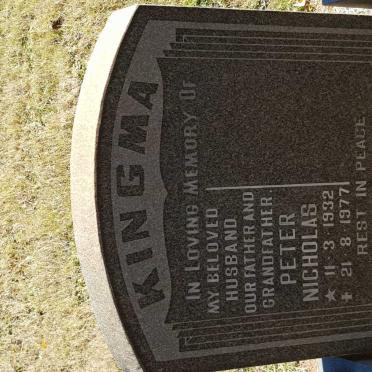 KINGMA
IN LOVING MEMORY OF
MY BELOVED
HUSBAND
OUR FATHER AND
GRANDFATHER
PETER
NICHOLAS
★ 11·3·1932
✝ 21·8·1977
REST IN PEACE